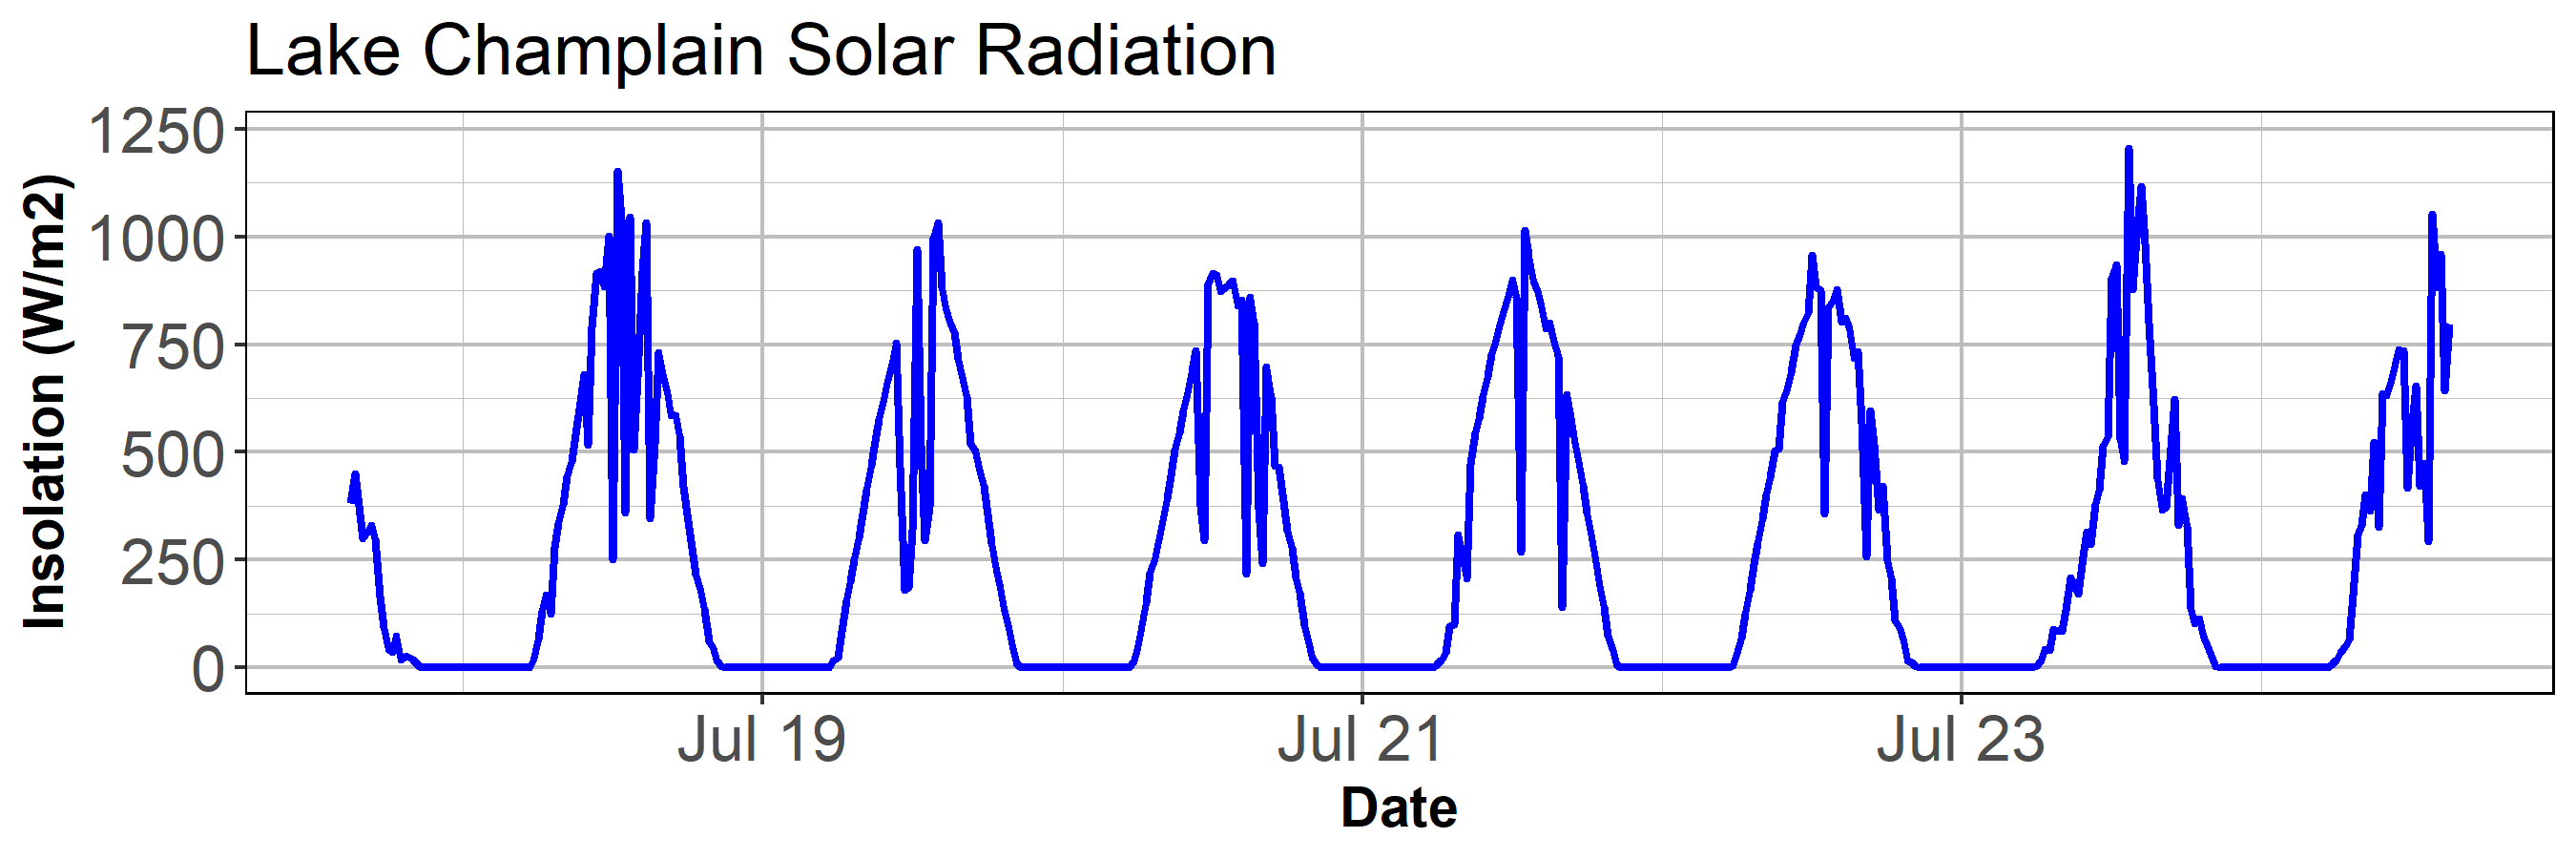 Lake Champlain Solar Radiation
Insolation (W/m2)
1250
1000
750
500
250
0
Jul 19
Jul 21
Jul 23
Date